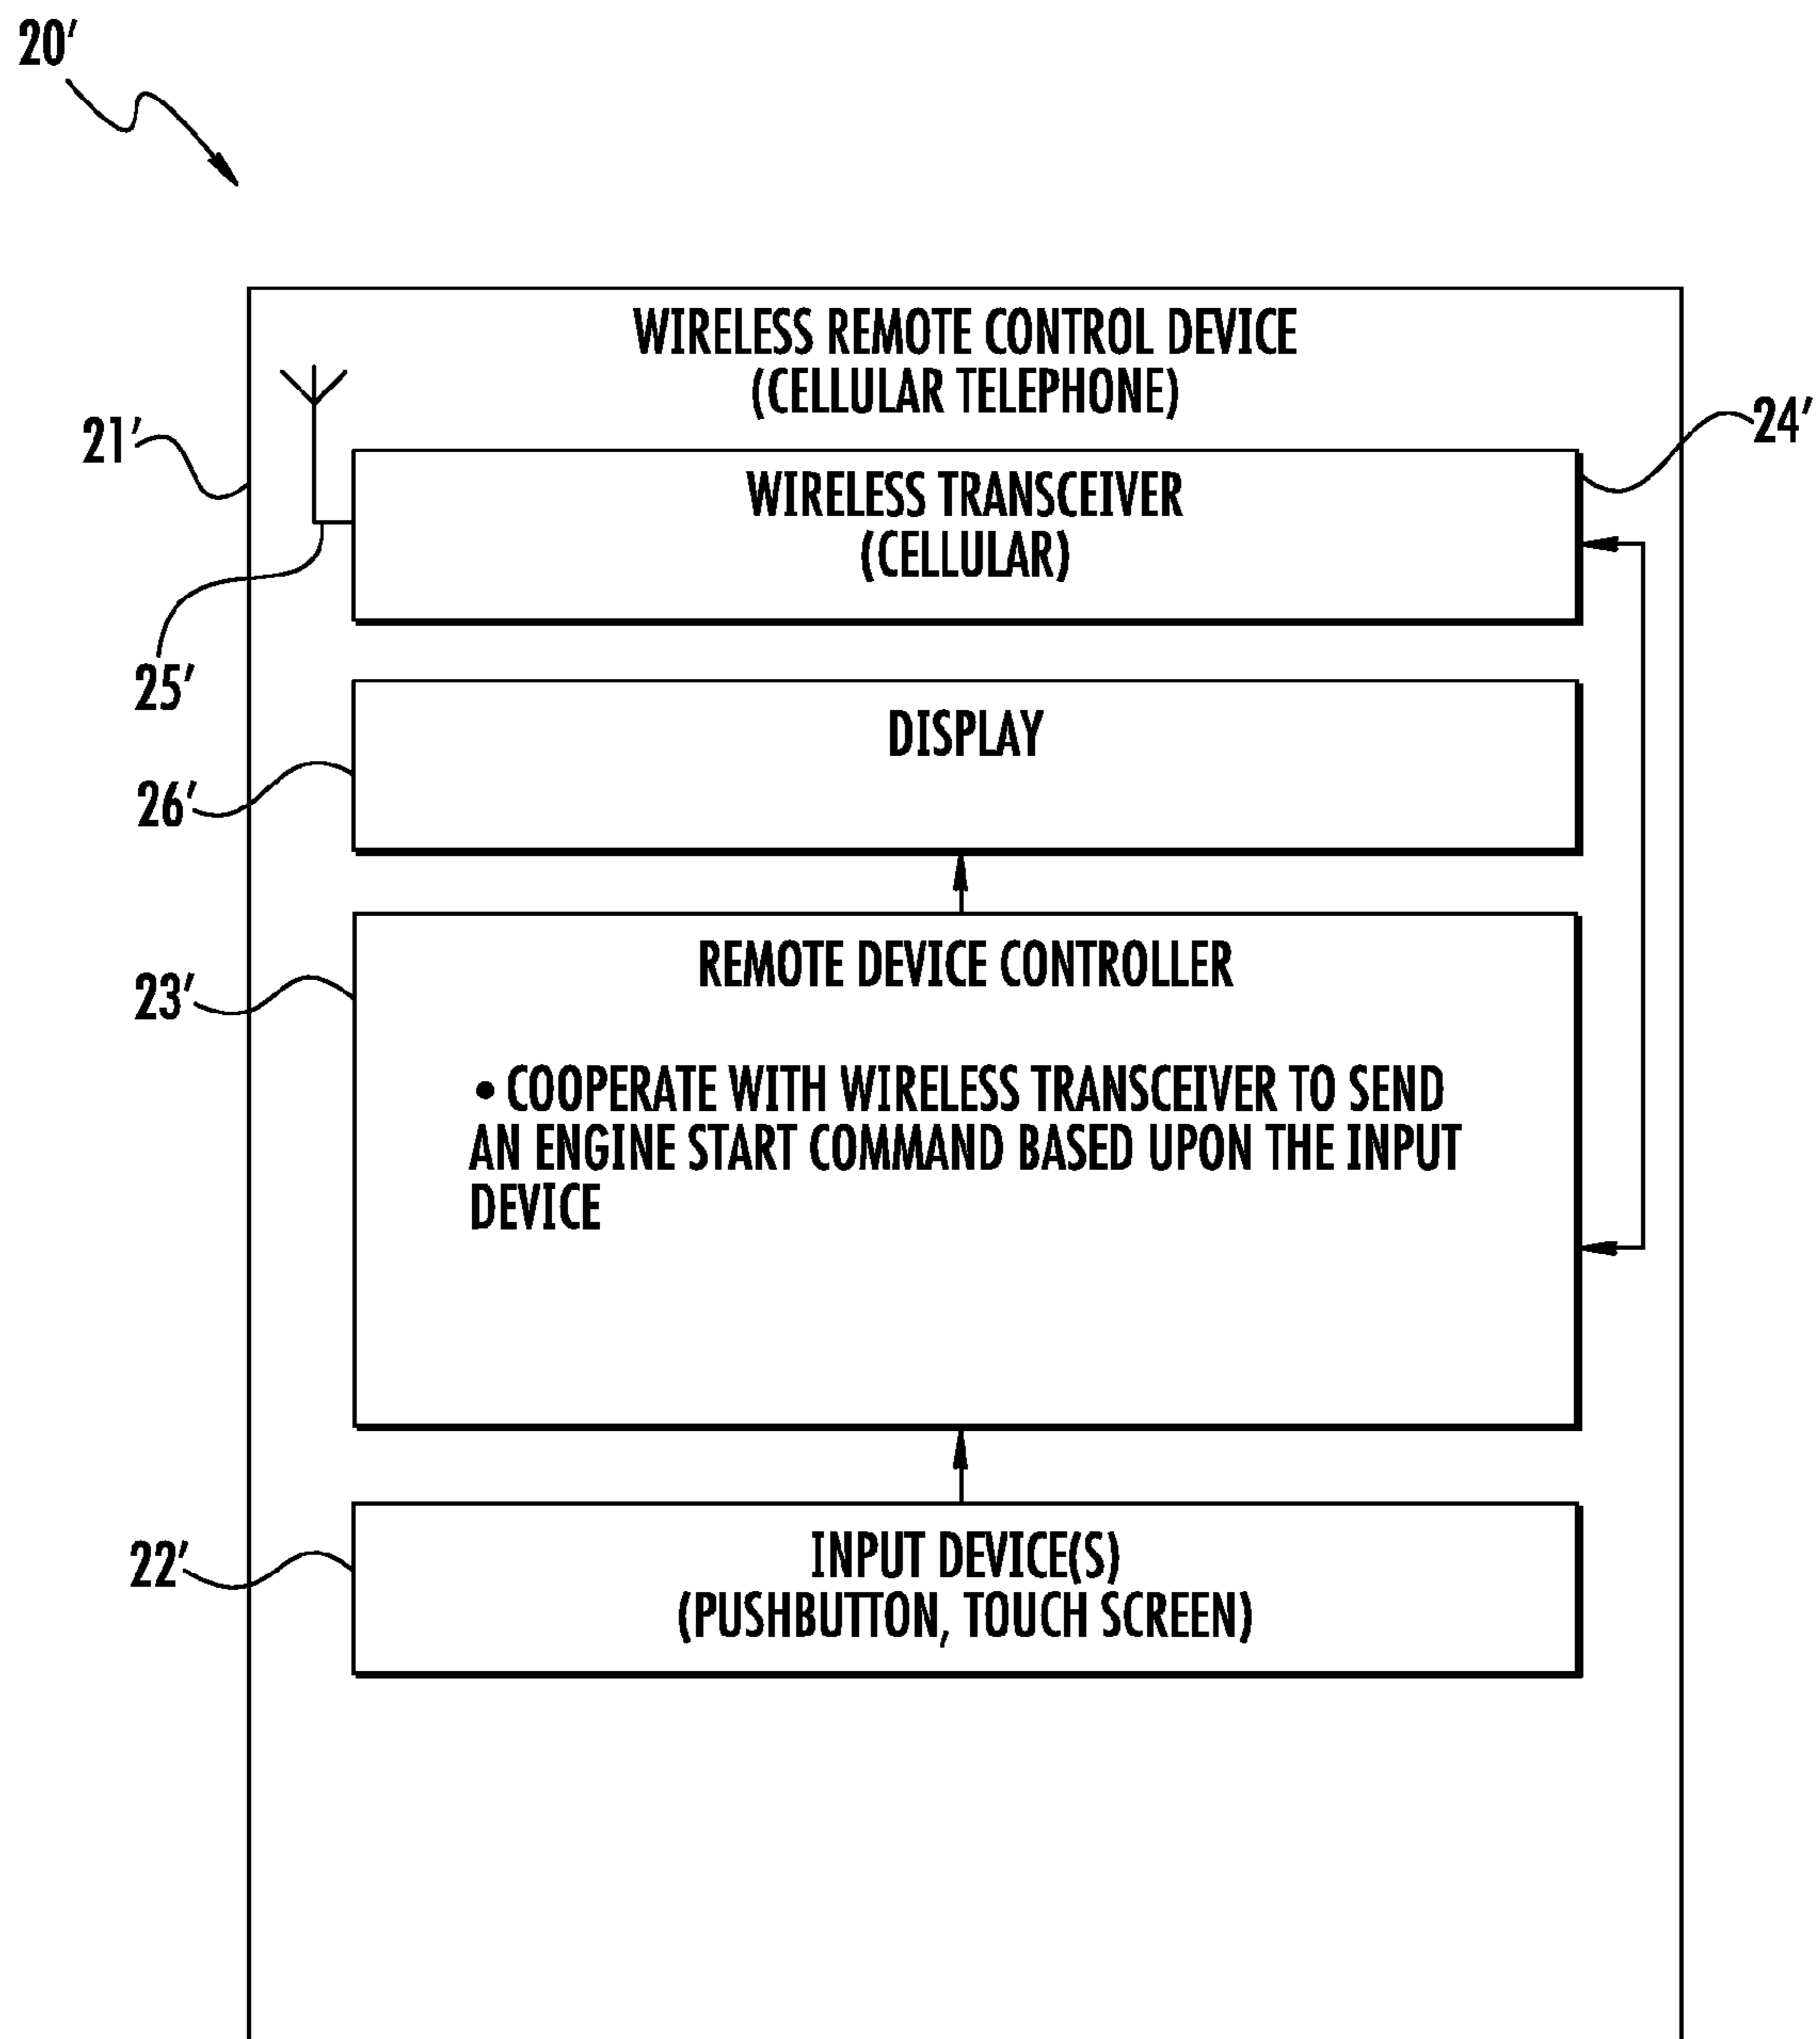 20'
WIRELESS REMOTE CONTROL DEVICE
(CELLULAR TELEPHONE)
21'
24'
WIRELESS TRANSCEIVER
(CELLULAR)
25'
DISPLAY
26'
REMOTE DEVICE CONTROLLER
23'
• COOPERATE WITH WIRELESS TRANSCEIVER TO SEND
AN ENGINE START COMMAND BASED UPON THE INPUT
DEVICE
INPUT DEVICE(S)
22'
(PUSHBUTTON, TOUCH SCREEN)